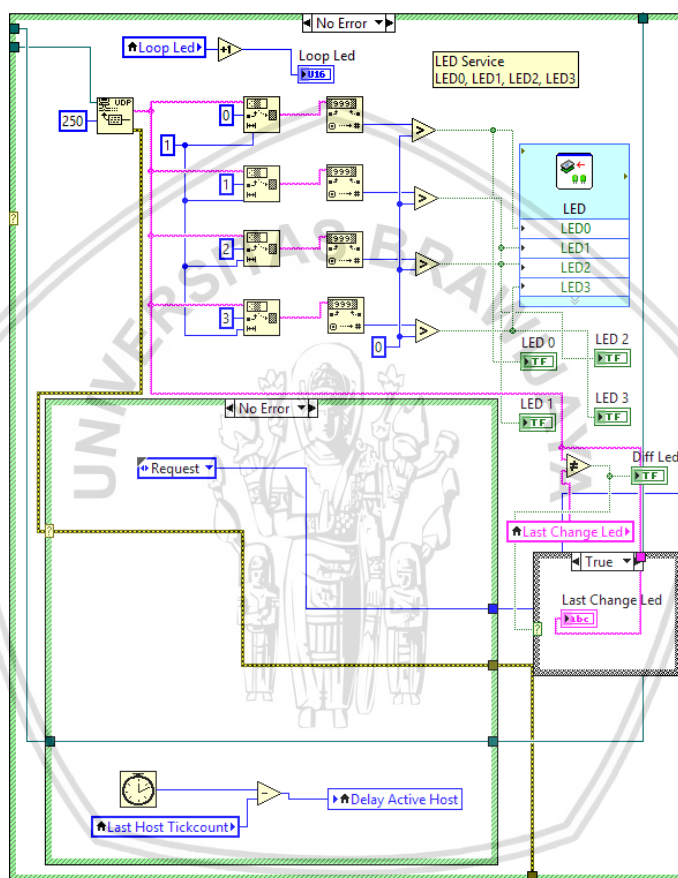 No Error
Loop Led
+1
Loop Led
U16
LED Service
LED0, LED1, LED2, LED3
UDP
250
0
999
1
1
999
2
999
3
999
0
LED
LED0
LED1
LED2
LED3
LED 0
TF
LED 2
TF
LED 1
TF
LED 3
TF
No Error
Request
Diff Led
TF
Last Change Led
True
Last Change Led
abc
Delay Active Host
Last Host Tickcount
UNIVERSITAS BRAWIJAYA